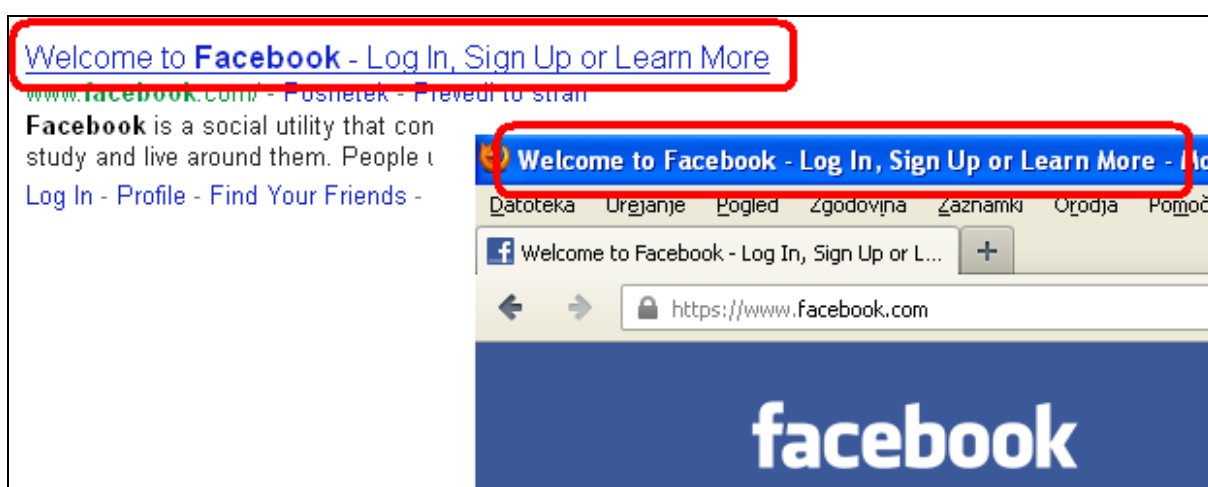 Welcome to Facebook - Log In, Sign Up or Learn More
www.facebook.com/ - Posnetek - Prevedi to stran
Facebook is a social utility that con
study and live around them. People
Log In - Profile - Find Your Friends -
Welcome to Facebook - Log In, Sign Up or Learn More - Mo
Datoteka Urejanje Pogled Zgodovina Zaznamki Orodja Pomoč
Welcome to Facebook - Log In, Sign Up or L... +
https://www.facebook.com
facebook